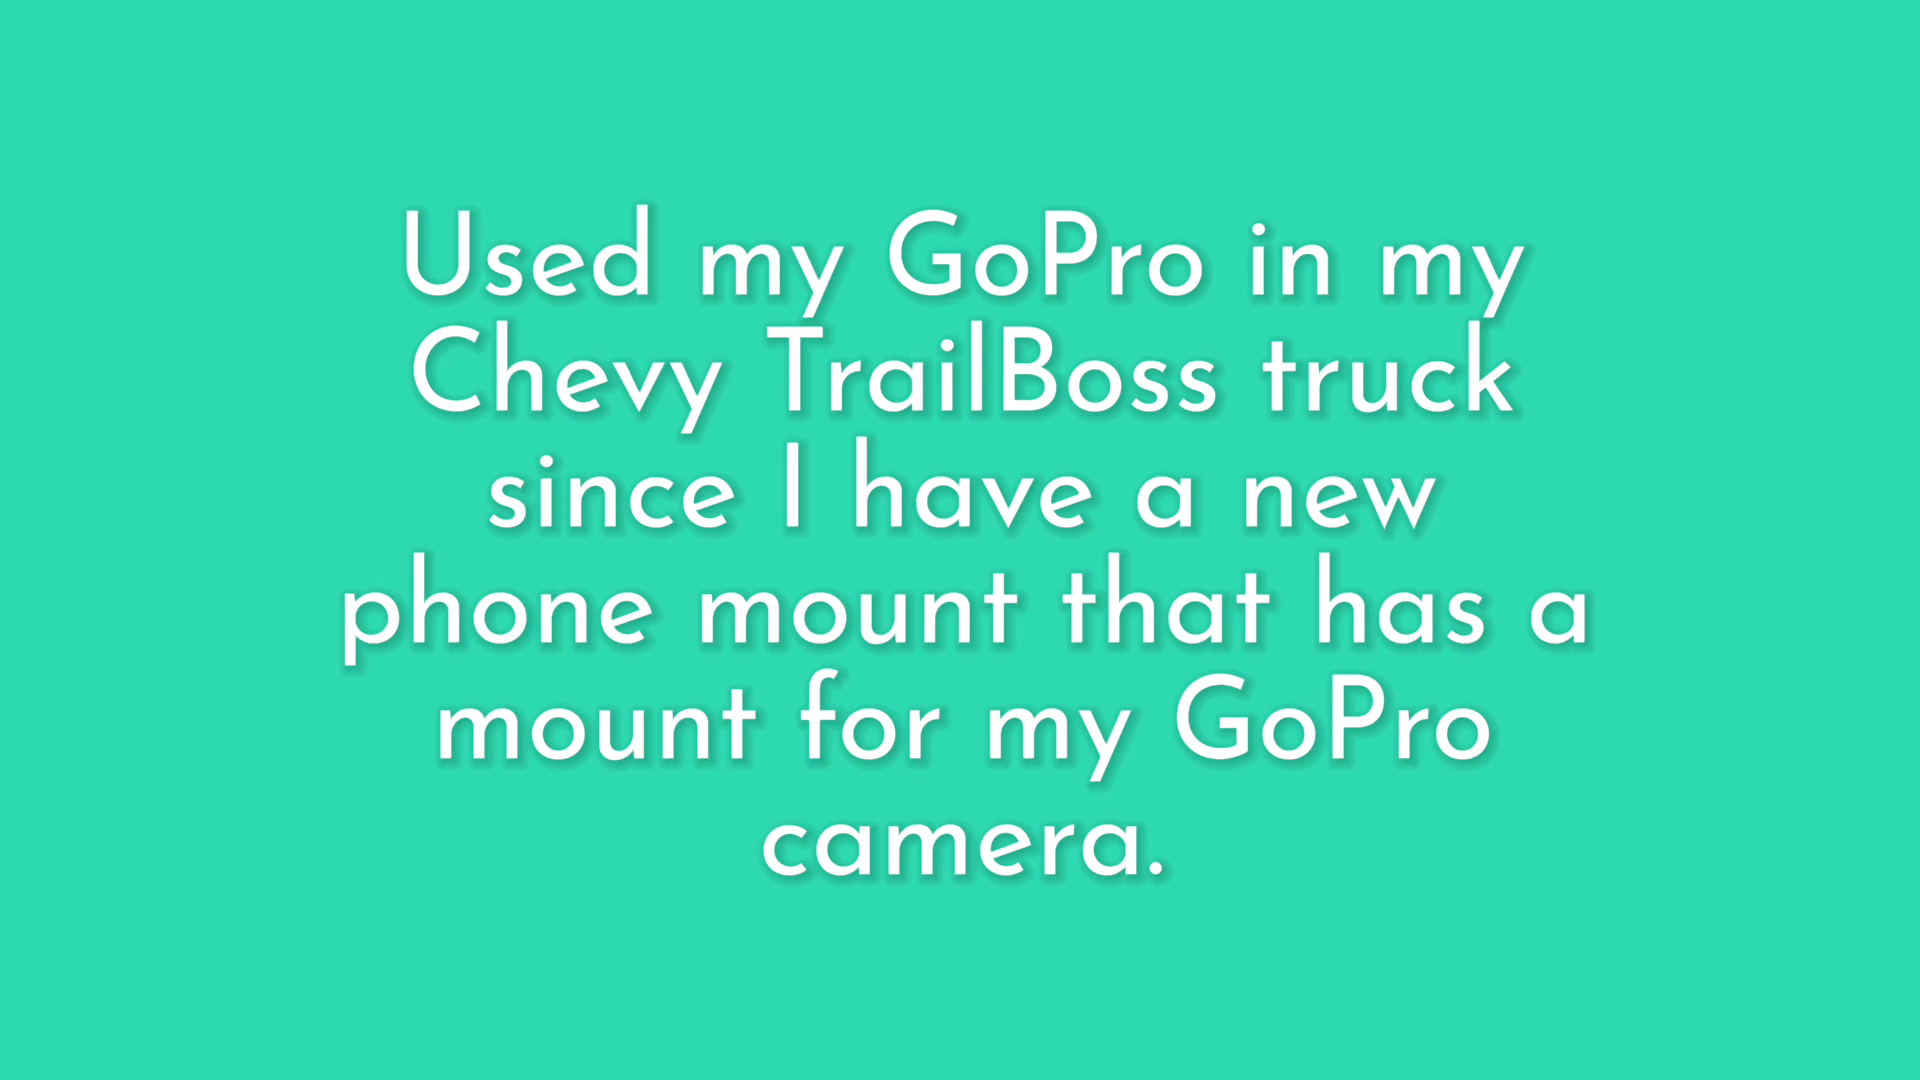 Used my GoPro in my
Chevy TrailBoss truck
since I have a new
phone mount that has a
mount for my GoPro
camera.